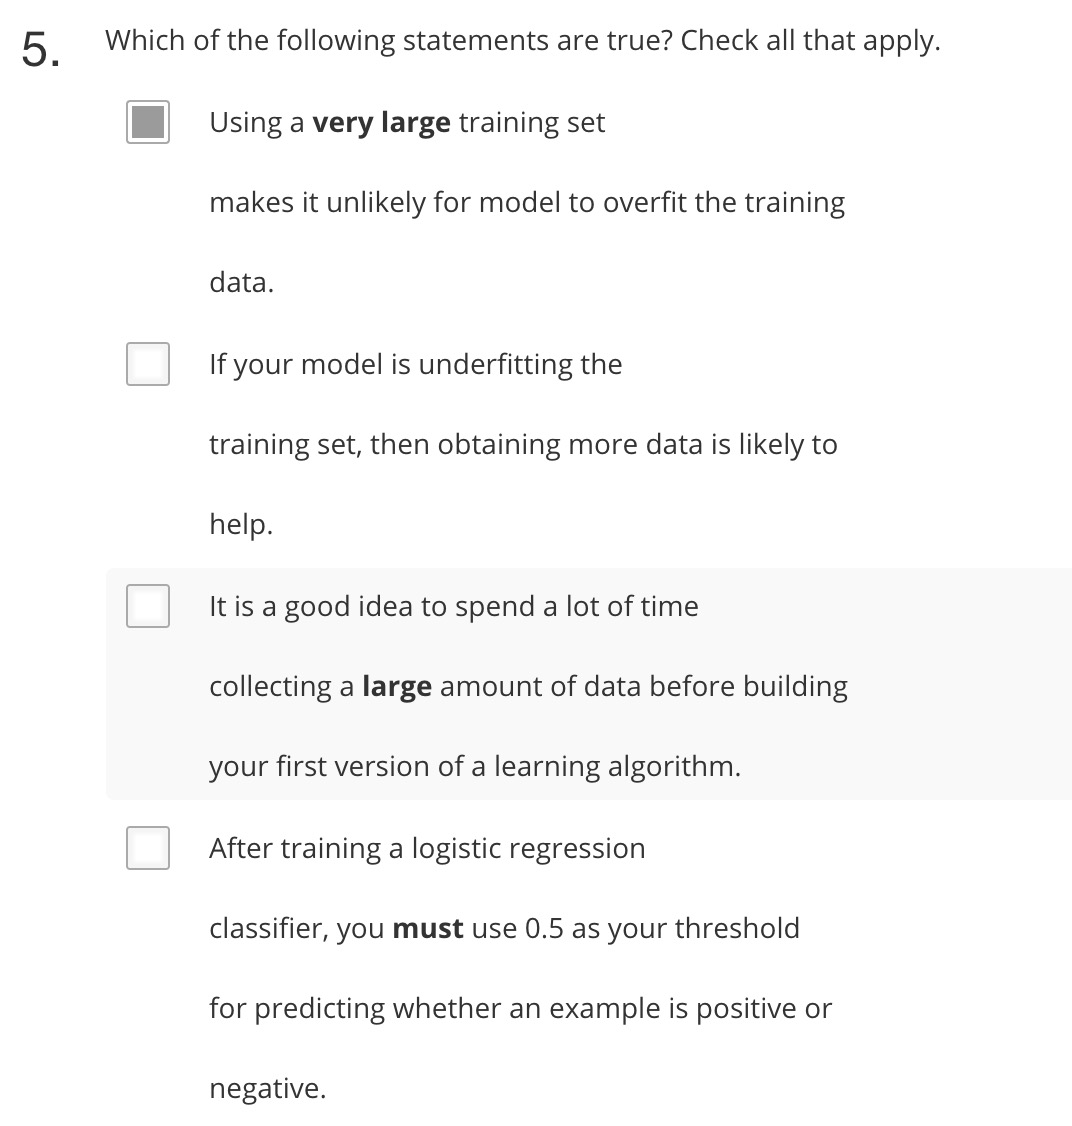 5. Which of the following statements are true? Check all that apply.
Using a very large training set
makes it unlikely for model to overfit the training
data.
If your model is underfitting the
training set, then obtaining more data is likely to
help.
It is a good idea to spend a lot of time
collecting a large amount of data before building
your first version of a learning algorithm.
After training a logistic regression
classifier, you must use 0.5 as your threshold
for predicting whether an example is positive or
negative.